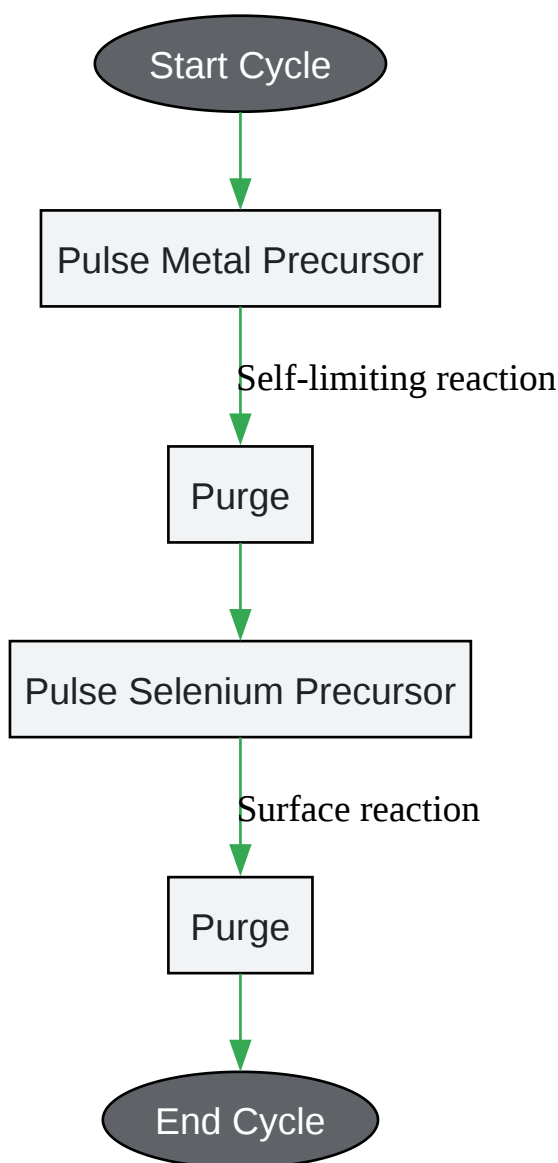 Start Cycle
Pulse Metal Precursor
Self-limiting reaction
Purge
Pulse Selenium Precursor
Surface reaction
Purge
End Cycle